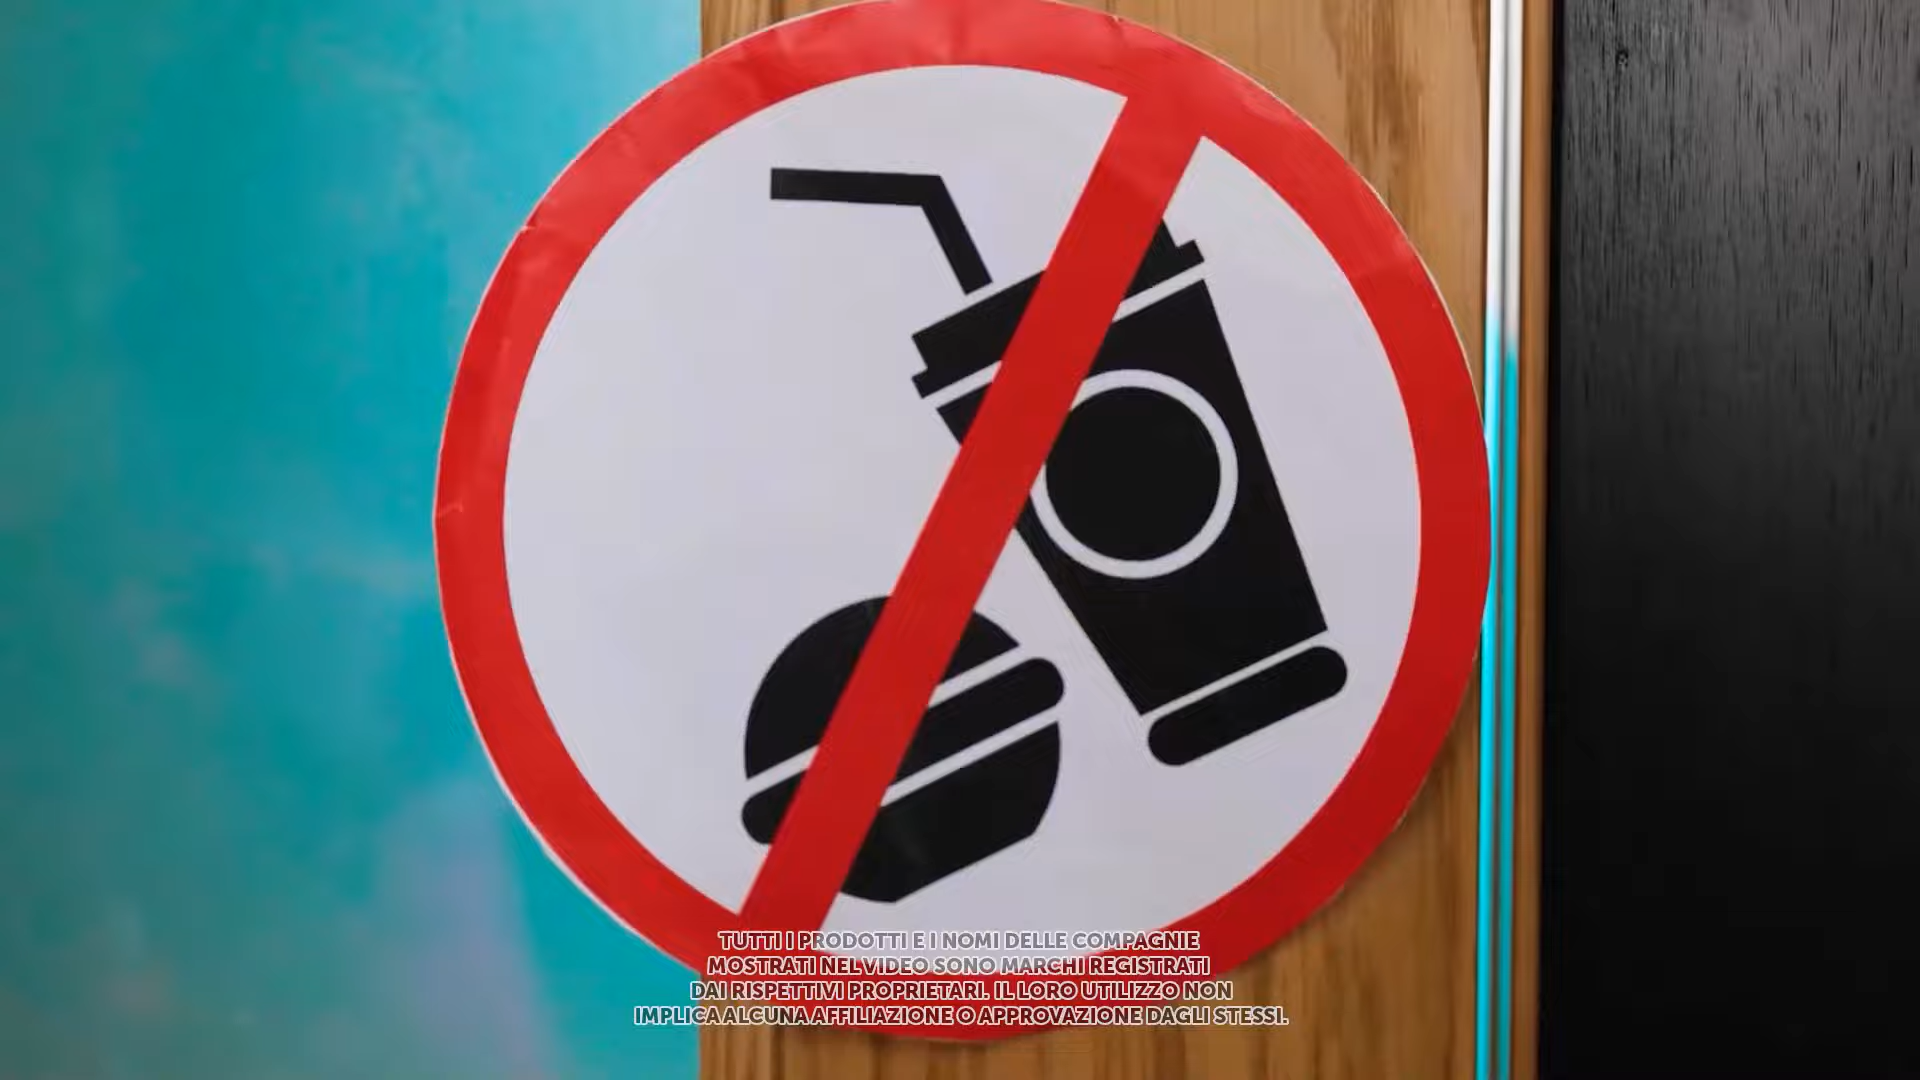 TUTTI I PRODOTTI E I NOMI DELLE COMPAGNIE
MOSTRATI NEL VIDEO SONO MARCHI REGISTRATI
DAI RISPETTIVI PROPRIETARI. IL LORO UTILIZZO NON
IMPLICA ALCUNA AFFILIAZIONE O APPROVAZIONE DAGLI STESSI.